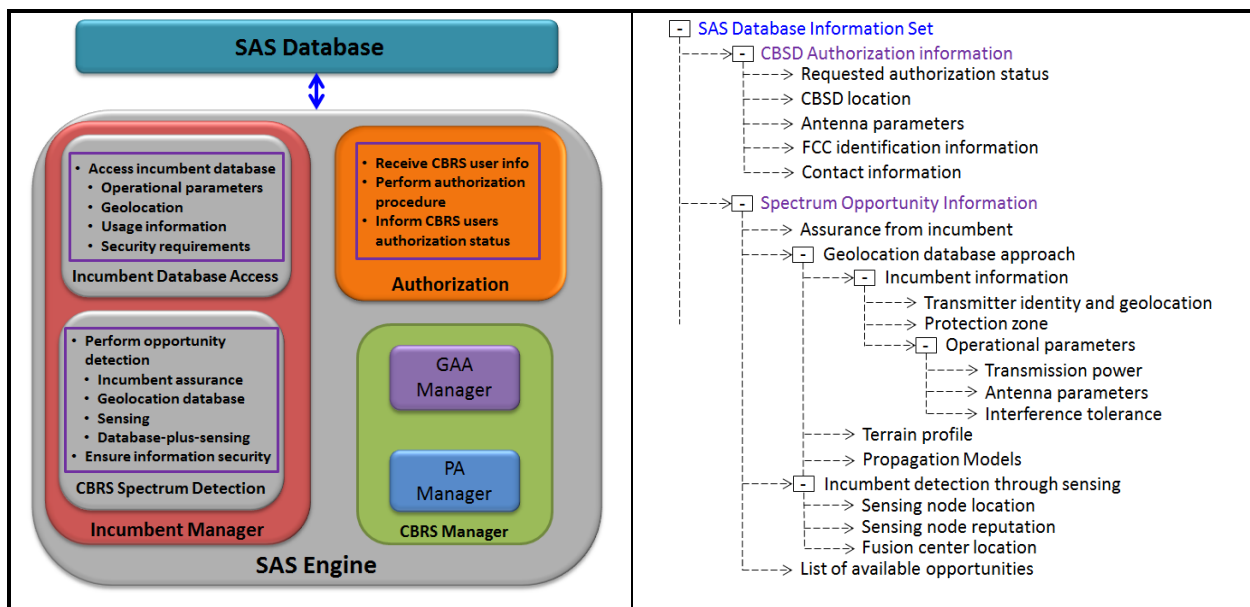 SAS Database
• Access incumbent database
• Operational parameters
• Geolocation
• Usage information
• Security requirements
Incumbent Database Access
• Perform opportunity
detection
• Incumbent assurance
• Geolocation database
• Sensing
• Database-plus-sensing
• Ensure information security
CBRS Spectrum Detection
Incumbent Manager
• Receive CBRS user info
• Perform authorization
procedure
• Inform CBRS users
authorization status
Authorization
GAA
Manager
PA
Manager
CBRS Manager
SAS Engine
- SAS Database Information Set
- CBSD Authorization information
Requested authorization status
CBSD location
Antenna parameters
FCC identification information
Contact information
- Spectrum Opportunity Information
Assurance from incumbent
- Geolocation database approach
- Incumbent information
Transmitter identity and geolocation
Protection zone
- Operational parameters
Transmission power
Antenna parameters
Interference tolerance
Terrain profile
Propagation Models
- Incumbent detection through sensing
Sensing node location
Sensing node reputation
Fusion center location
List of available opportunities